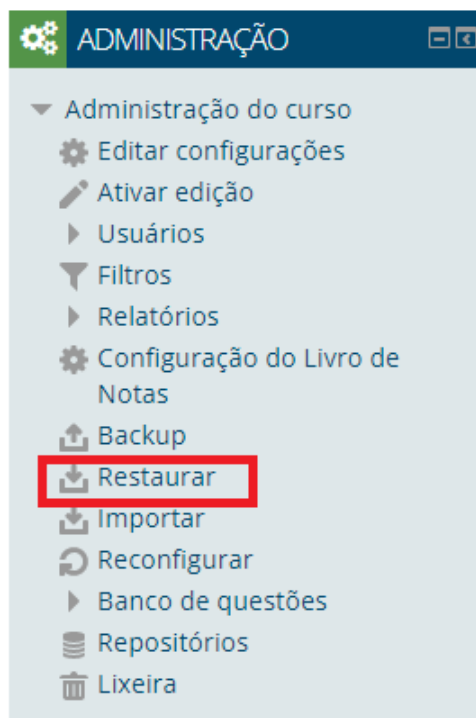 ADMINISTRAÇÃO
Administração do curso
Editar configurações
Ativar edição
Usuários
Filtros
Relatórios
Configuração do Livro de
Notas
Backup
Restaurar
Importar
Reconfigurar
Banco de questões
Repositórios
Lixeira